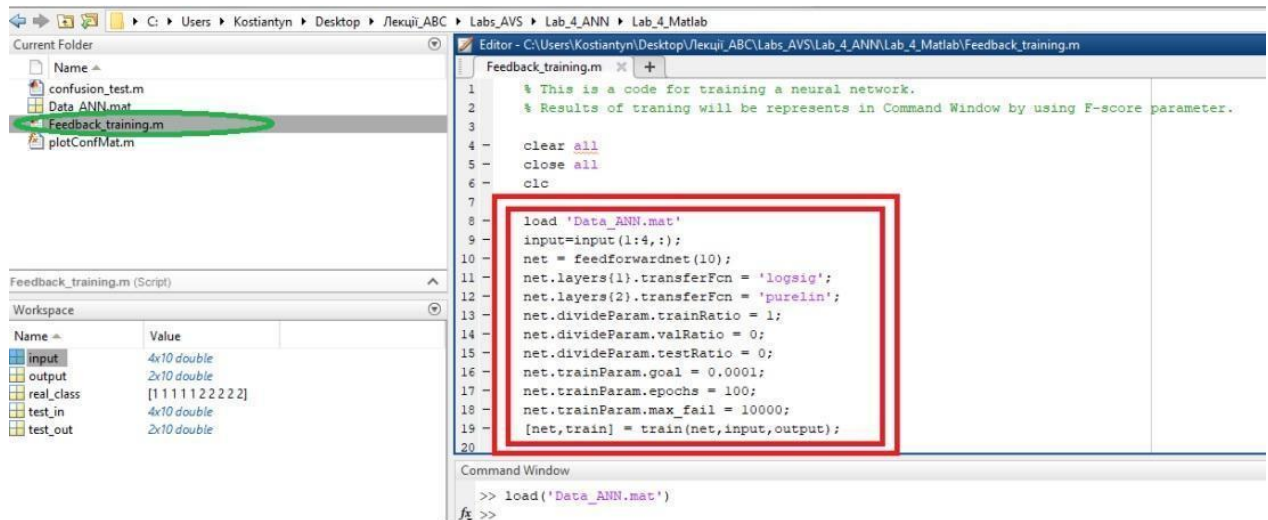 C: ▸ Users ▸ Kostiantyn ▸ Desktop ▸ Лекції_АВС ▸ Labs_AVS ▸ Lab_4_ANN ▸ Lab_4_Matlab
Current Folder
Name
confusion_test.m
Data_ANN.mat
Feedback_training.m
plotConfMat.m
Feedback_training.m (Script)
Workspace
Name Value
input 4x10 double
output 2x10 double
real_class [1 1 1 1 1 2 2 2 2 2]
test_in 4x10 double
test_out 2x10 double
Editor - C:\Users\Kostiantyn\Desktop\Лекції_АВС\Labs_AVS\Lab_4_ANN\Lab_4_Matlab\Feedback_training.m
Feedback_training.m × +
1 % This is a code for training a neural network.
2 % Results of traning will be represents in Command Window by using F-score parameter.
3
4 - clear all
5 - close all
6 - clc
7
8 - load 'Data_ANN.mat'
9 - input=input(1:4,:);
10 - net = feedforwardnet(10);
11 - net.layers{1}.transferFcn = 'logsig';
12 - net.layers{2}.transferFcn = 'purelin';
13 - net.divideParam.trainRatio = 1;
14 - net.divideParam.valRatio = 0;
15 - net.divideParam.testRatio = 0;
16 - net.trainParam.goal = 0.0001;
17 - net.trainParam.epochs = 100;
18 - net.trainParam.max_fail = 10000;
19 - [net,train] = train(net,input,output);
20
Command Window
>> load('Data_ANN.mat')
fx >>